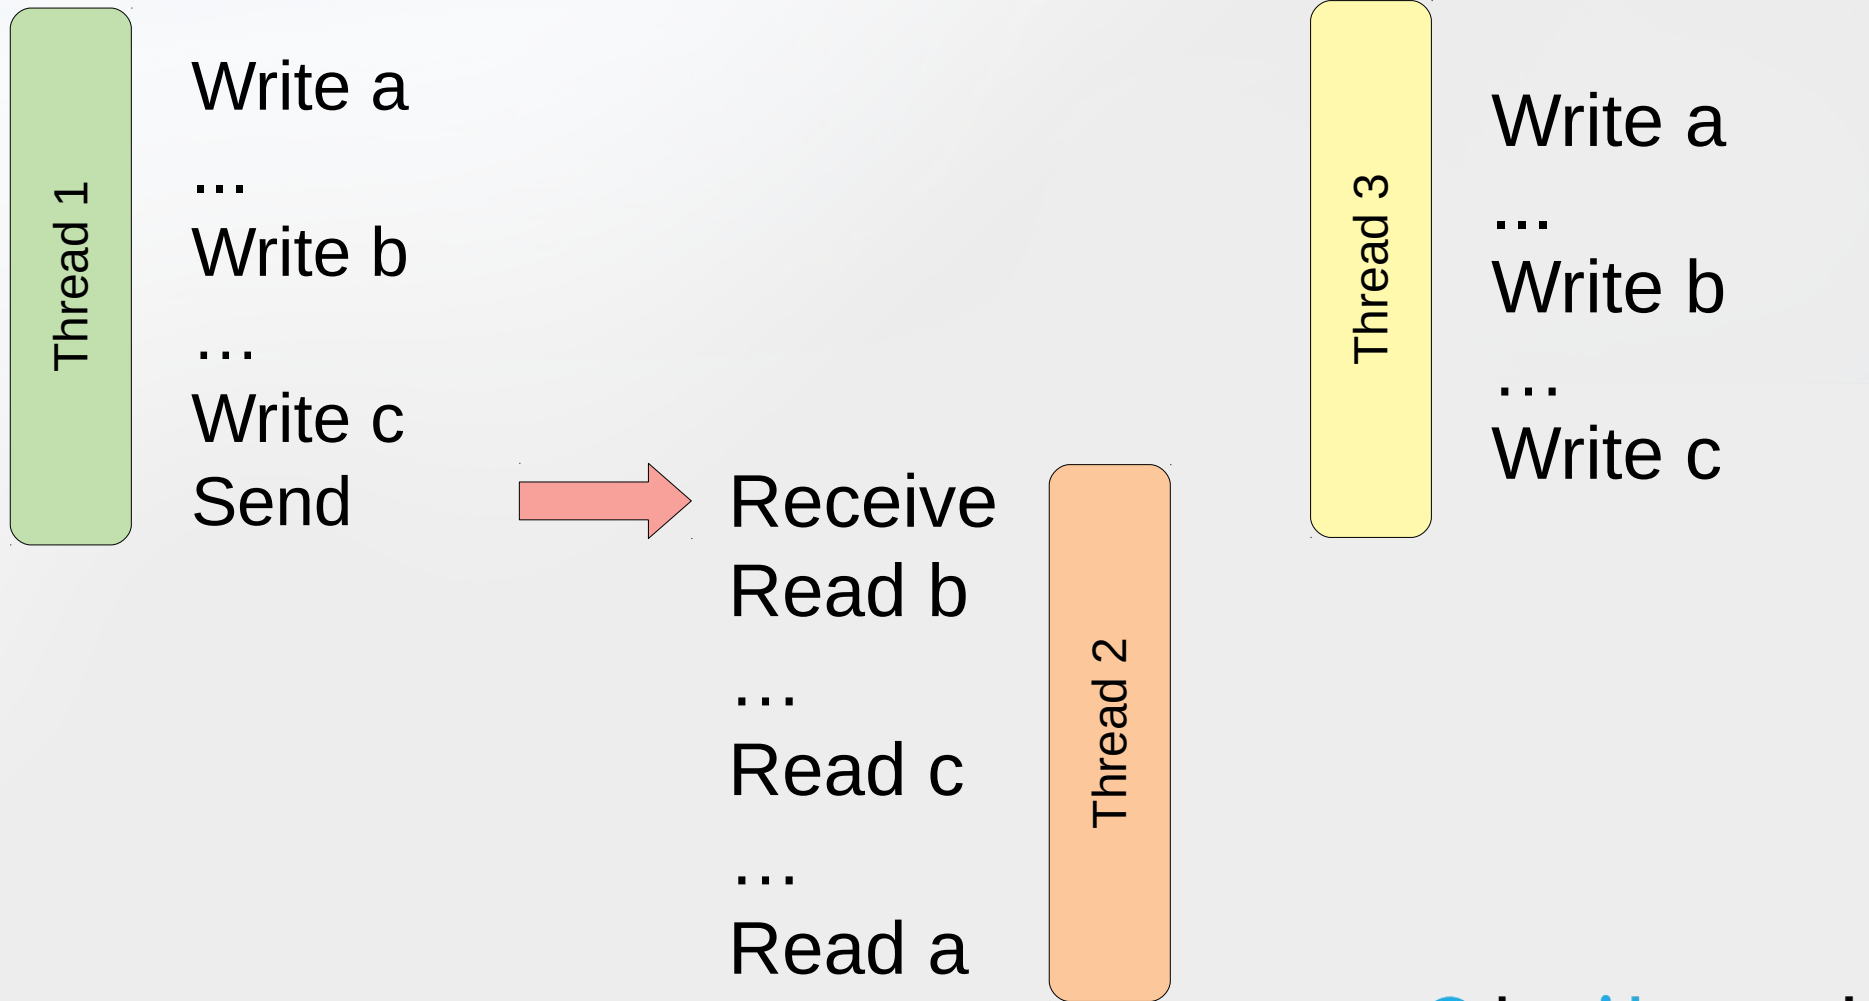 Thread 1
Write a
...
Write b
…
Write c
Send
Receive
Read b
…
Read c
…
Read a
Thread 2
Thread 3
Write a
...
Write b
…
Write c